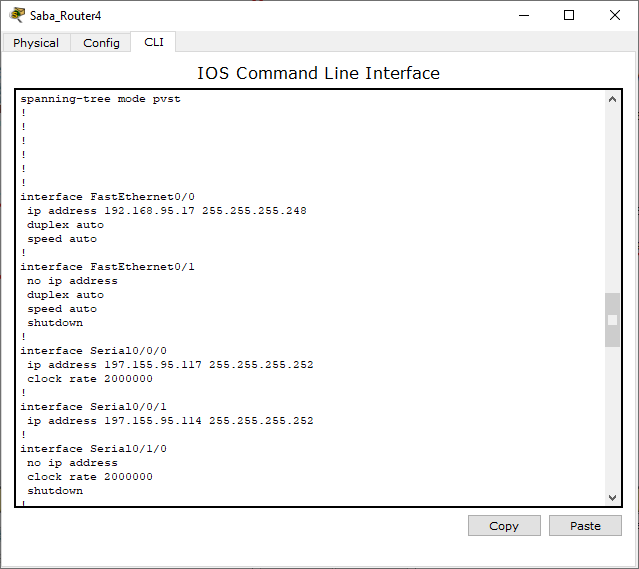 Saba_Router4
Physical Config CLI
IOS Command Line Interface
spanning-tree mode pvst
!
!
!
!
!
!
interface FastEthernet0/0
 ip address 192.168.95.17 255.255.255.248
 duplex auto
 speed auto
!
interface FastEthernet0/1
 no ip address
 duplex auto
 speed auto
 shutdown
!
interface Serial0/0/0
 ip address 197.155.95.117 255.255.255.252
 clock rate 2000000
!
interface Serial0/0/1
 ip address 197.155.95.114 255.255.255.252
!
interface Serial0/1/0
 no ip address
 clock rate 2000000
 shutdown
!
Copy Paste